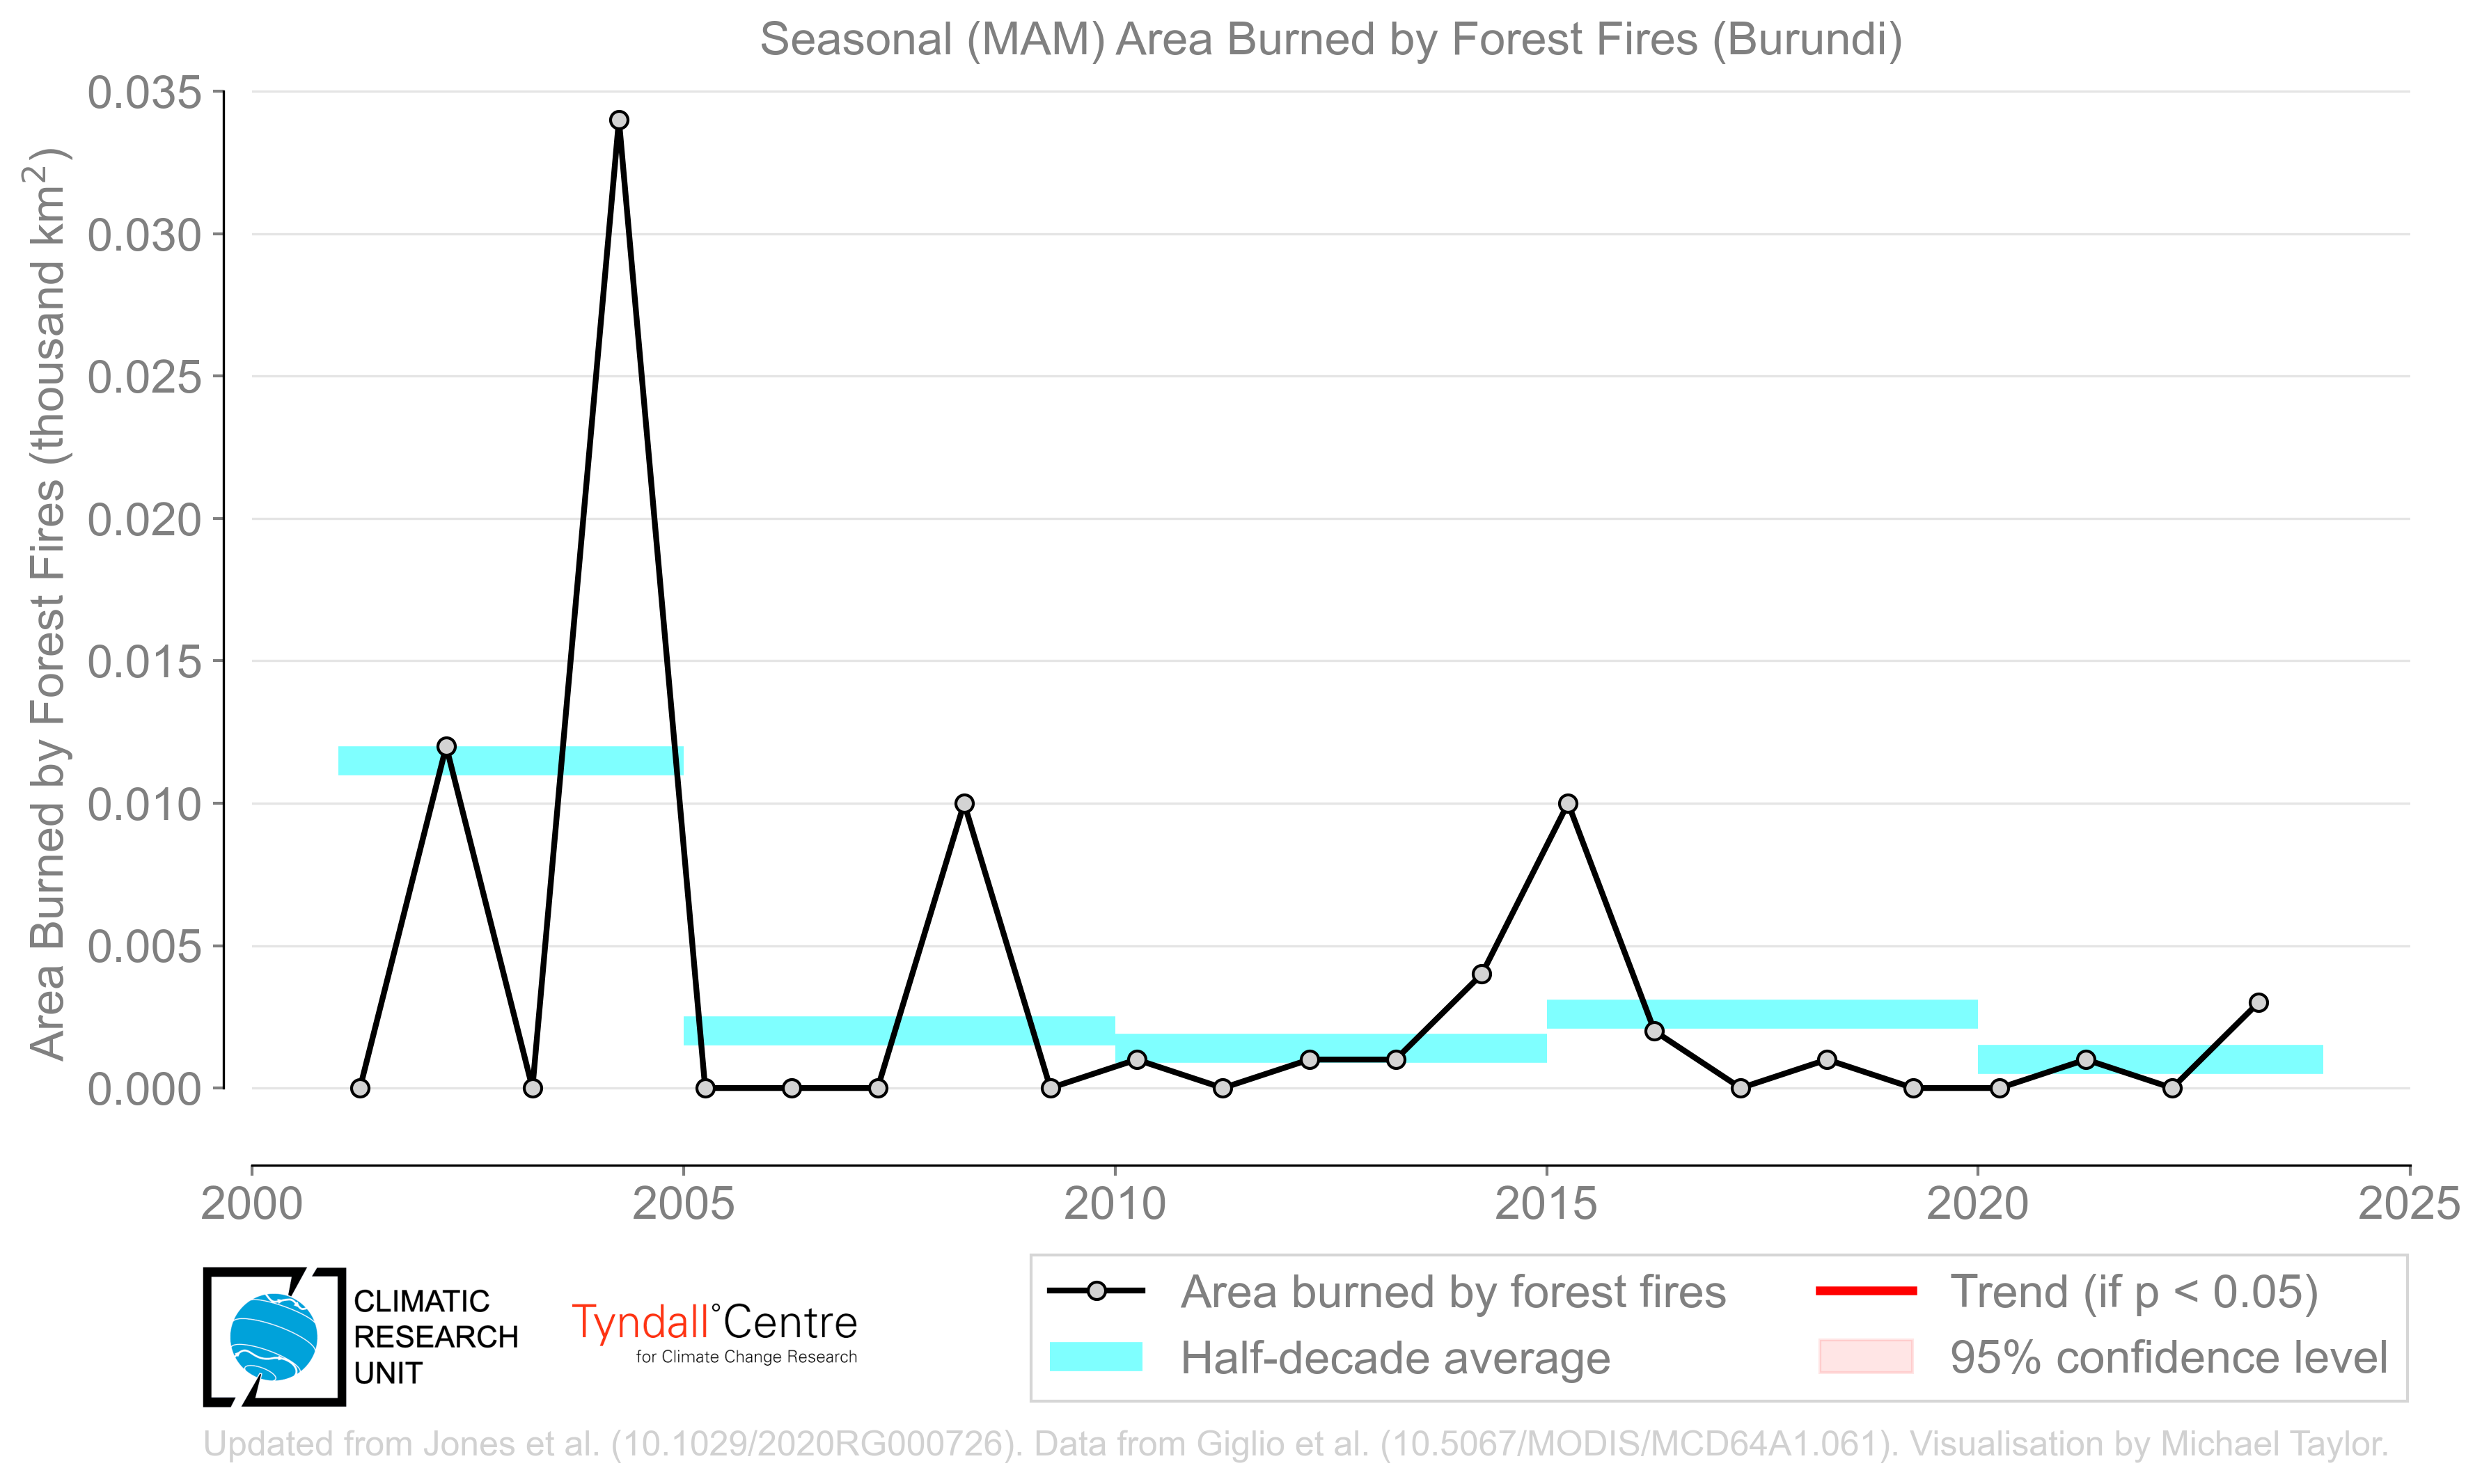 Seasonal (MAM) Area Burned by Forest Fires (Burundi)
Area Burned by Forest Fires (thousand km²)
0.035
0.030
0.025
0.020
0.015
0.010
0.005
0.000
2000 2005 2010 2015 2020 2025
CLIMATIC
RESEARCH
UNIT
Tyndall°Centre
for Climate Change Research
Area burned by forest fires
Half-decade average
Trend (if p < 0.05)
95% confidence level
Updated from Jones et al. (10.1029/2020RG000726). Data from Giglio et al. (10.5067/MODIS/MCD64A1.061). Visualisation by Michael Taylor.